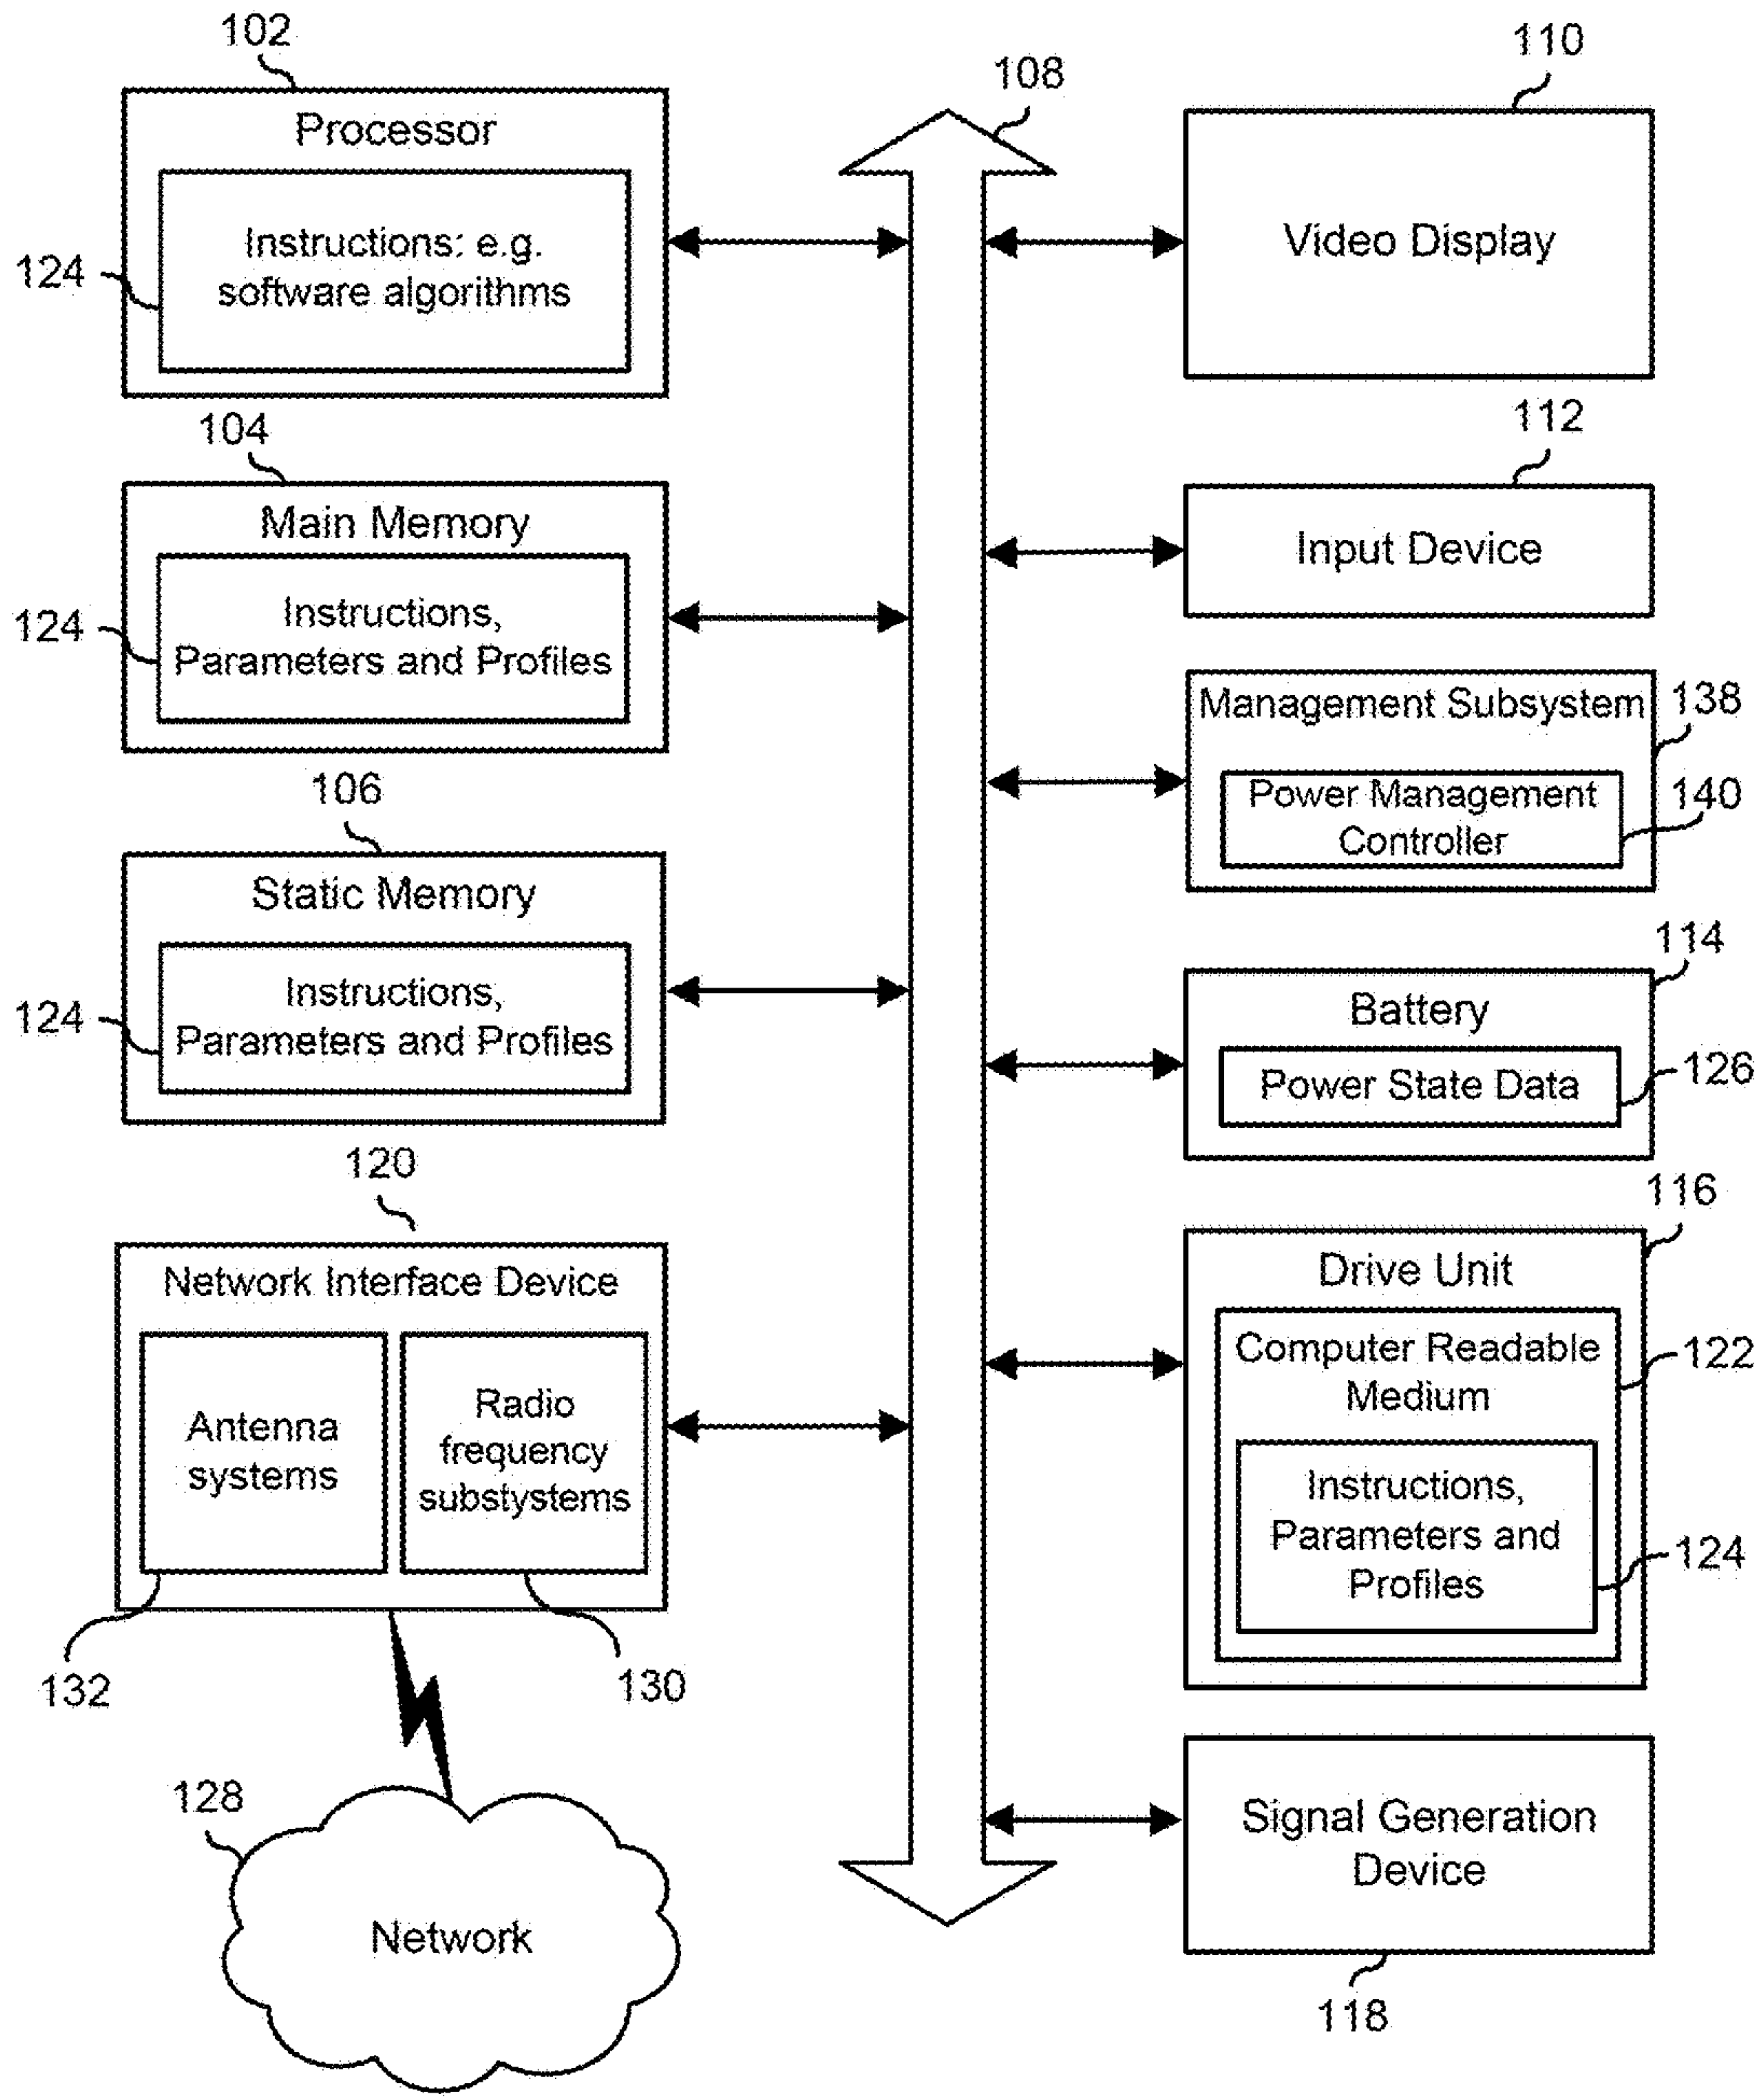 102
Processor
Instructions: e.g.
software algorithms
124
104
Main Memory
Instructions,
Parameters and Profiles
124
106
Static Memory
Instructions,
Parameters and Profiles
124
120
Network Interface Device
Antenna
systems
Radio
frequency
substystems
132
130
128
Network
108
110
Video Display
112
Input Device
Management Subsystem
138
Power Management
Controller
140
114
Battery
Power State Data
126
116
Drive Unit
Computer Readable
Medium
122
Instructions,
Parameters and
Profiles
124
Signal Generation
Device
118